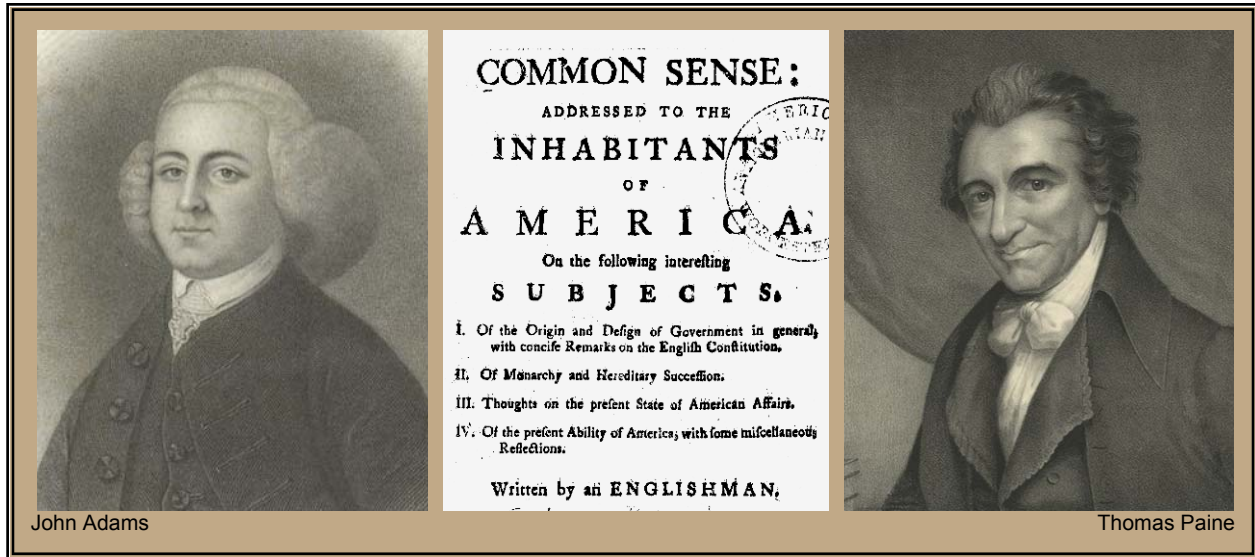 COMMON SENSE:
ADDRESSED TO THE
INHABITANTS
OF
AMERICA.
On the following intereſting
SUBJECTS.
I. Of the Origin and Deſign of Government in general,
with conciſe Remarks on the Engliſh Conſtitution.
II. Of Monarchy and Hereditary Succeſſion.
III. Thoughts on the preſent State of American Affairs.
IV. Of the preſent Ability of America, with ſome miſcellaneous
Reflections.
Written by an ENGLISHMAN.
John Adams
Thomas Paine